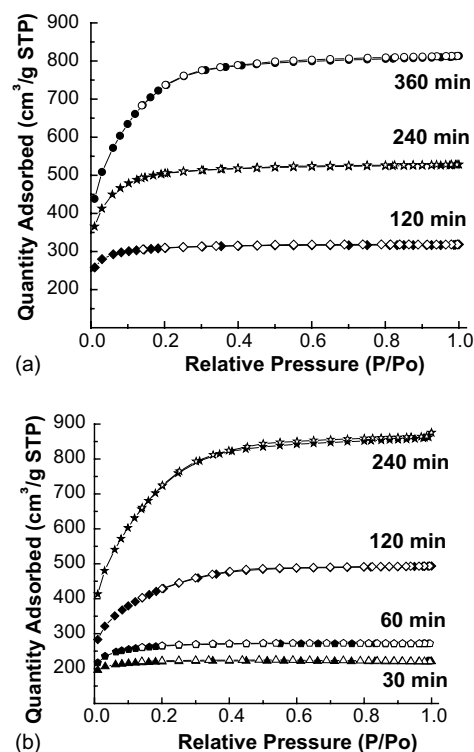 Quantity Adsorbed (cm³/g STP)
900
800
700
600
500
400
300
200
360 min
240 min
120 min
0.0 0.2 0.4 0.6 0.8 1.0
(a)
Relative Pressure (P/Po)
Quantity Adsorbed (cm³/g STP)
900
800
700
600
500
400
300
200
240 min
120 min
60 min
30 min
0.0 0.2 0.4 0.6 0.8 1.0
(b)
Relative Pressure (P/Po)